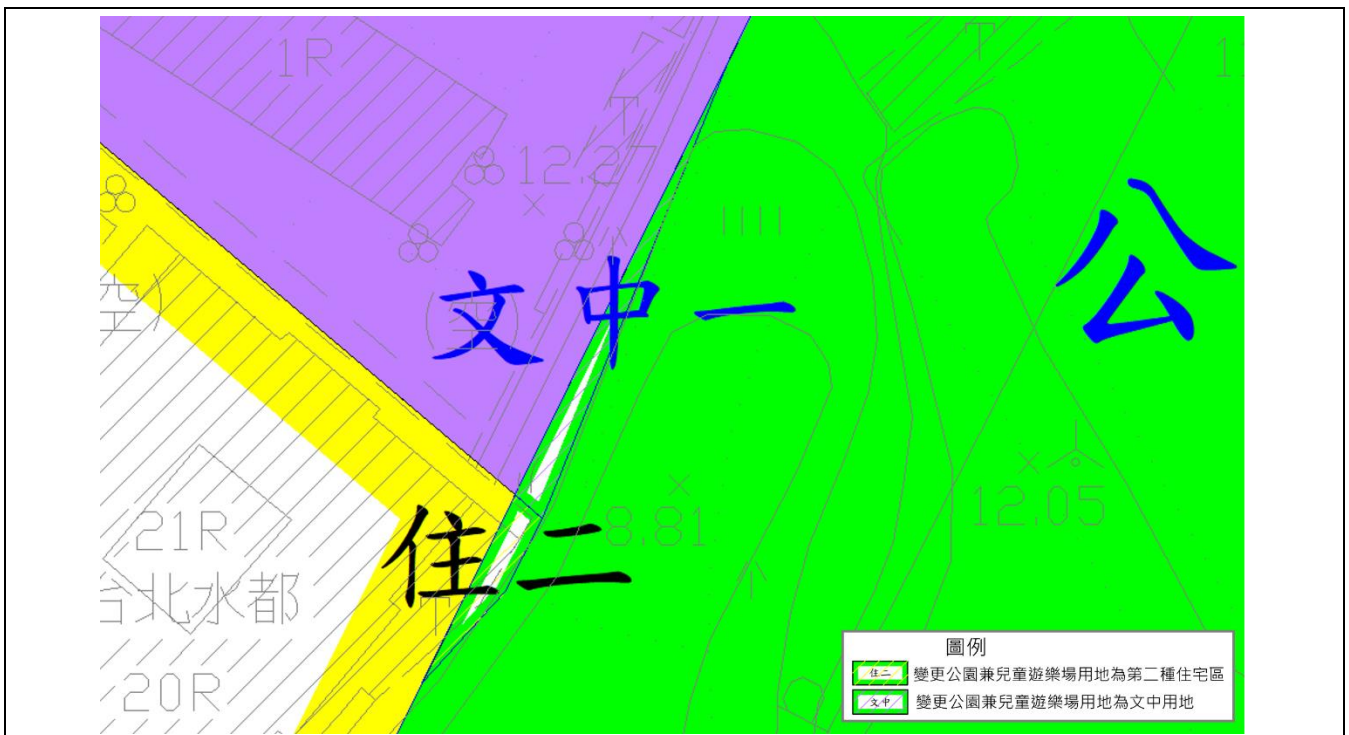 1R
1
12.27
空)
(空)
文中一
公
8.81
12.05
21R
住二
台北水都
20R
圖例
住二 變更公園兼兒童遊樂場用地為第二種住宅區
文中 變更公園兼兒童遊樂場用地為文中用地